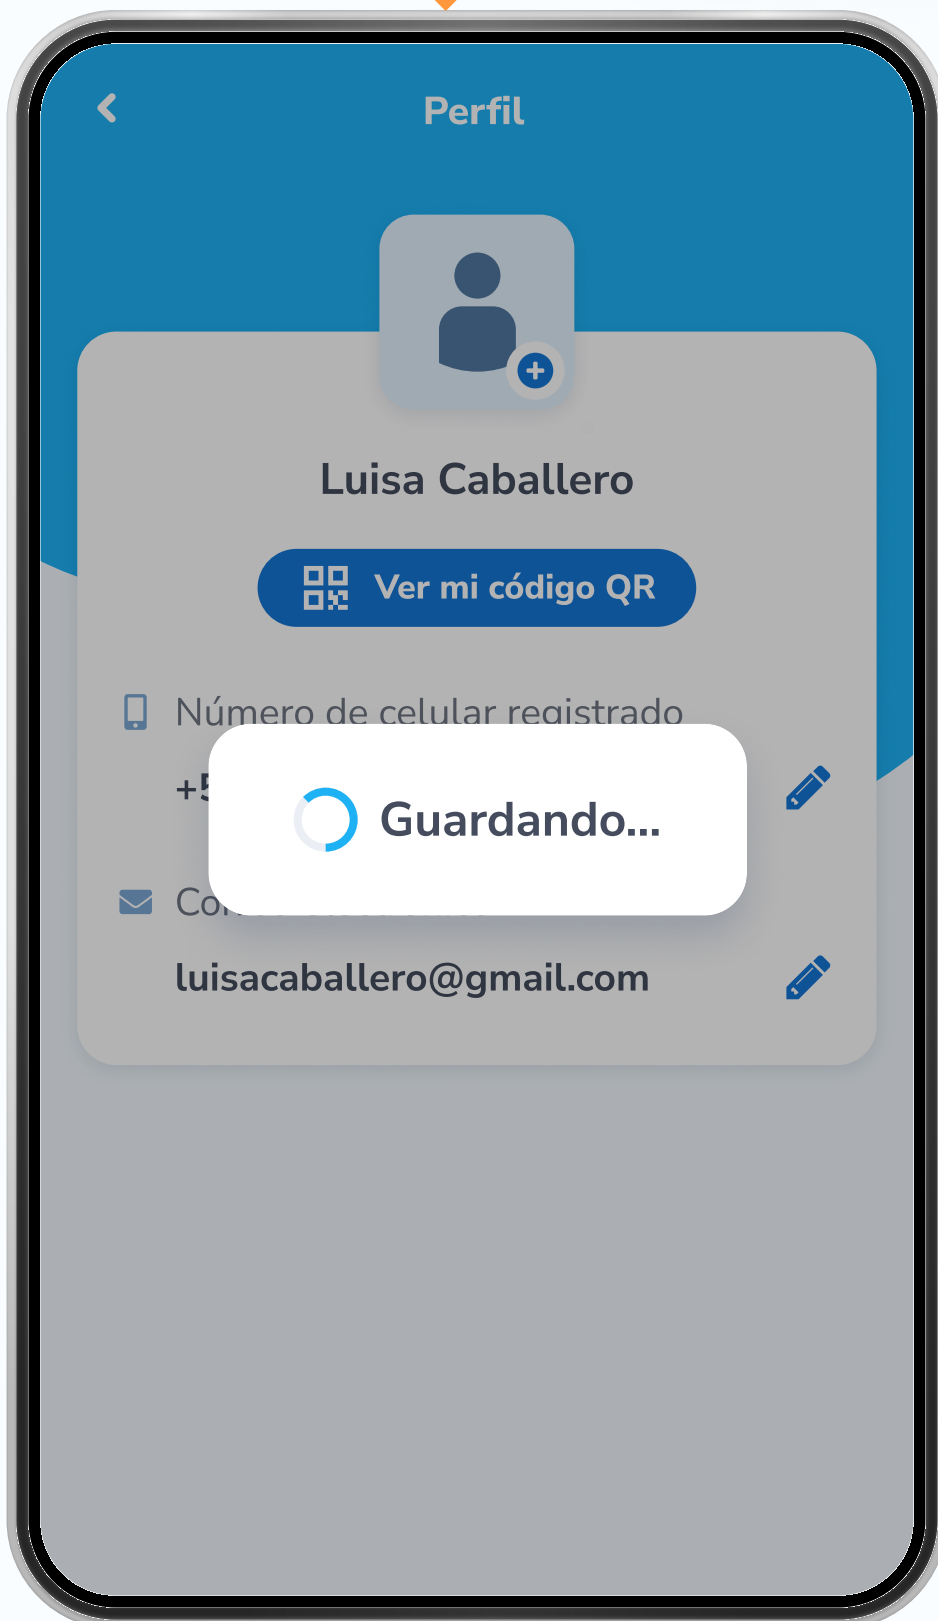 Perfil
Luisa Caballero
Ver mi código QR
Número de celular registrado
Guardando...
luisacaballero@gmail.com